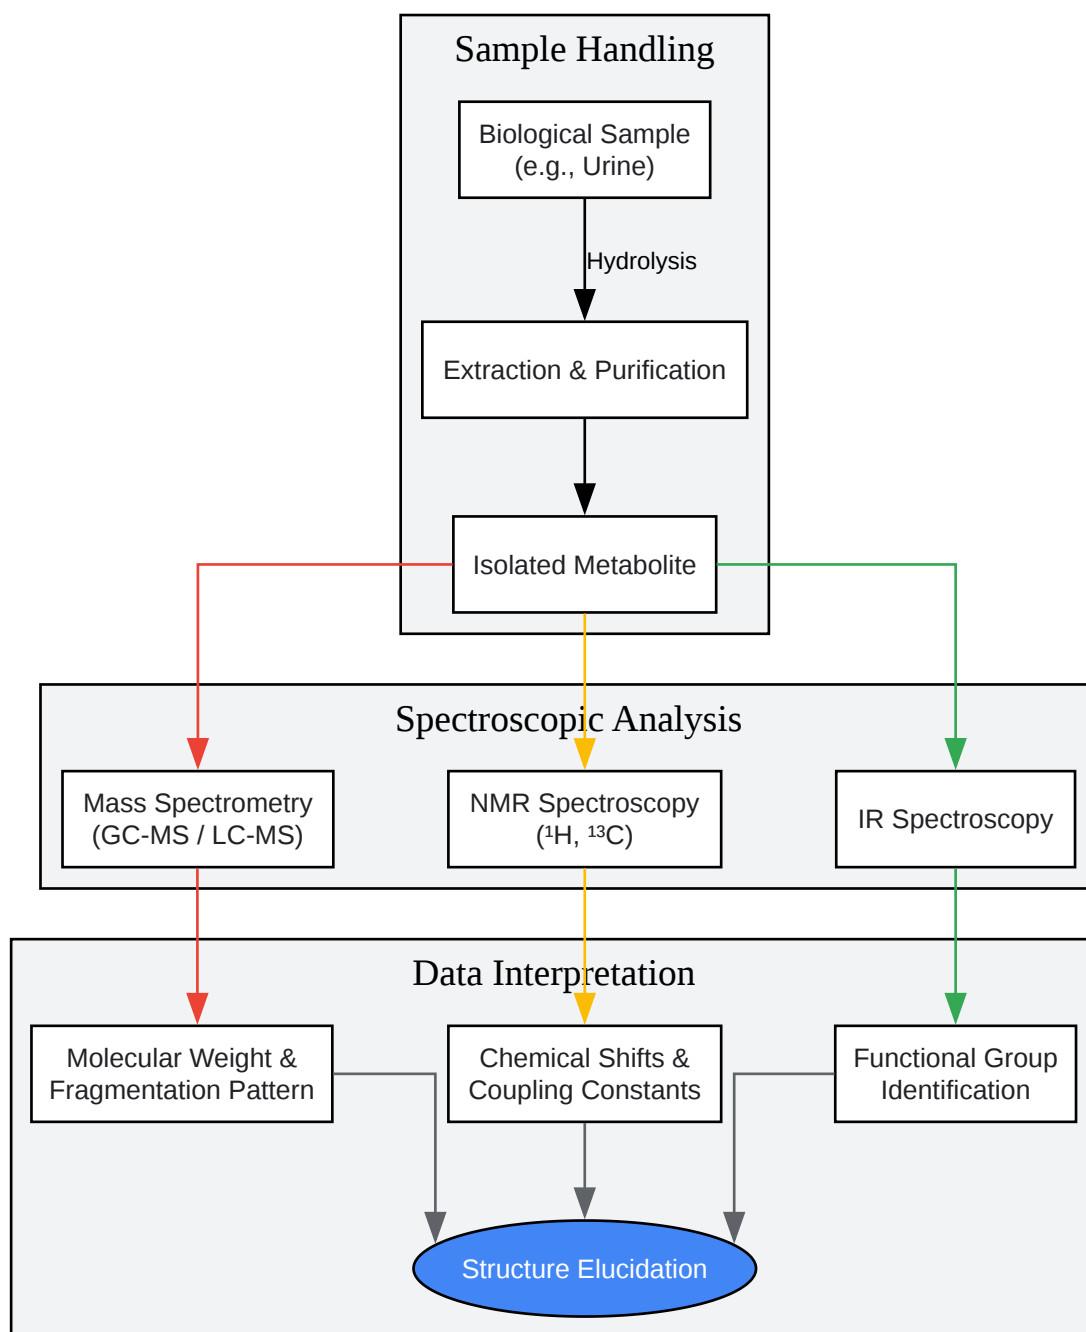 Sample Handling
Biological Sample
(e.g., Urine)
Hydrolysis
Extraction & Purification
Isolated Metabolite
Spectroscopic Analysis
Mass Spectrometry
(GC-MS / LC-MS)
NMR Spectroscopy
(¹H, ¹³C)
IR Spectroscopy
Data Interpretation
Molecular Weight &
Fragmentation Pattern
Chemical Shifts &
Coupling Constants
Functional Group
Identification
Structure Elucidation